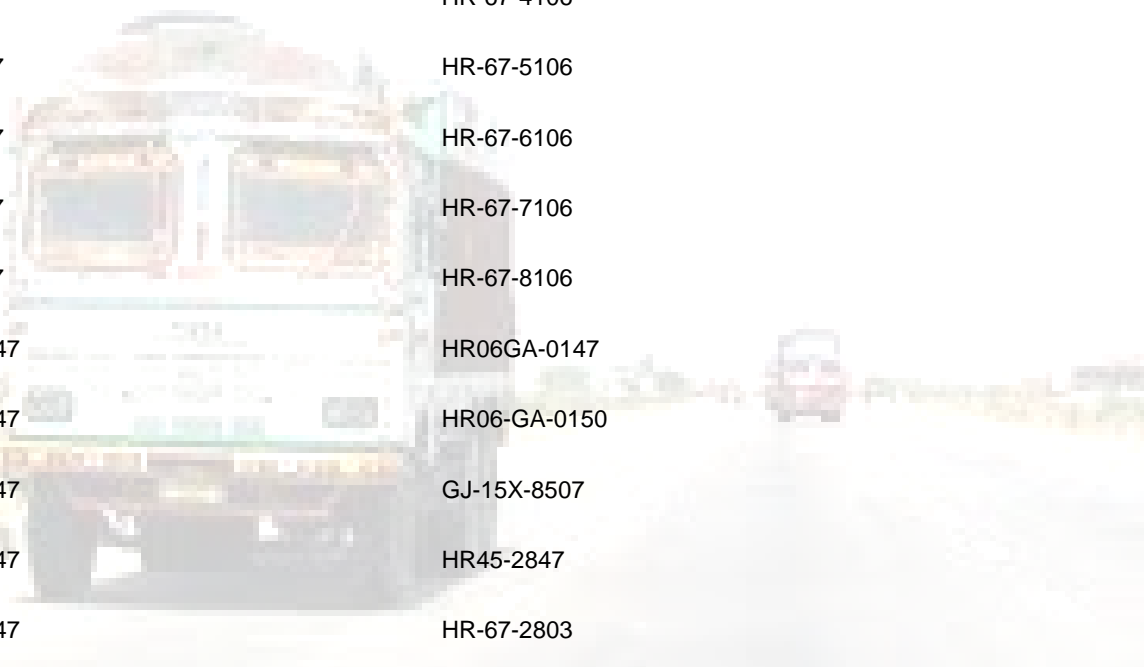 HR-67-5106
HR-67-6106
HR-67-7106
HR-67-8106
47 HR06GA-0147
47 HR06-GA-0150
47 GJ-15X-8507
47 HR45-2847
47 HR-67-2803